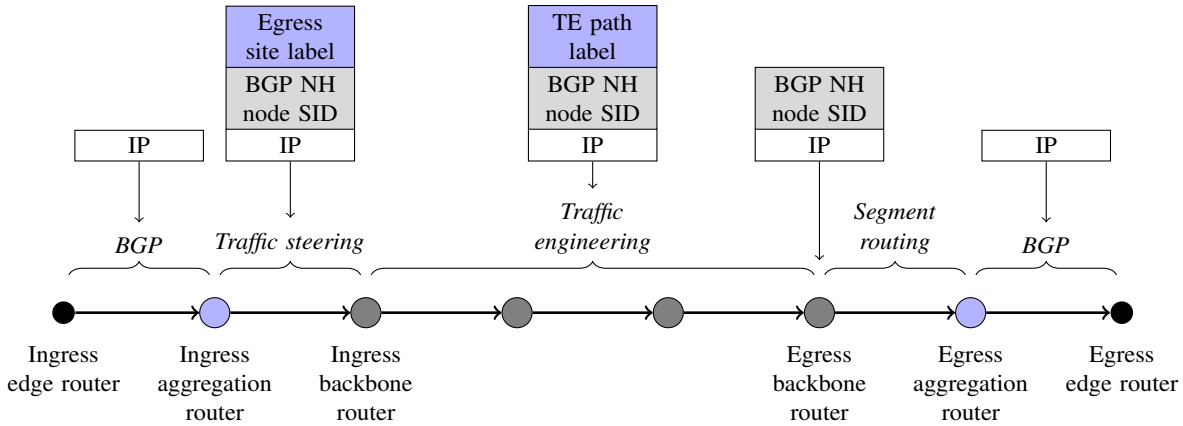 Egress
site label
BGP NH
node SID
IP
TE path
label
BGP NH
node SID
IP
BGP NH
node SID
IP
IP
IP
BGP
Traffic steering
Traffic
engineering
Segment
routing
BGP
Ingress
edge router
Ingress
aggregation
router
Ingress
backbone
router
Egress
backbone
router
Egress
aggregation
router
Egress
edge router